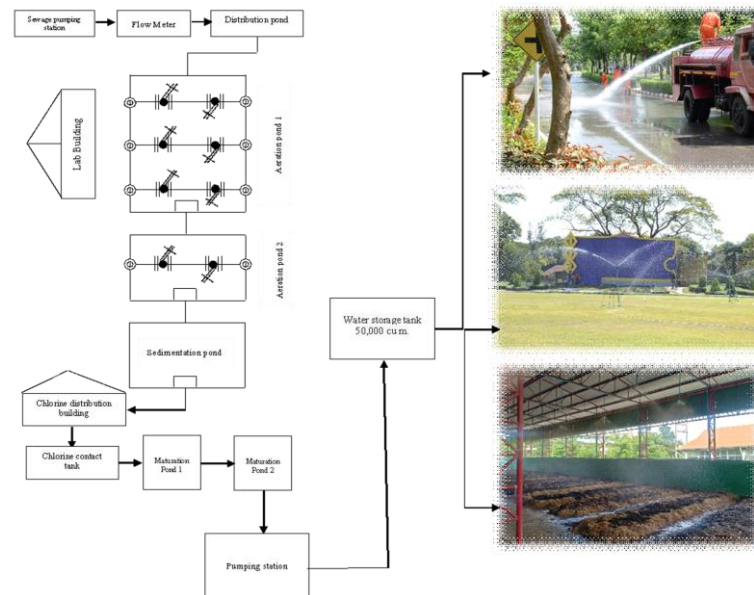 Sewage pumping
station
Flow Meter
Distribution pond
Lab Building
Aeration pond 1
Aeration pond 2
Sedimentation pond
Chlorine distribution
building
Chlorine contact
tank
Maturation
Pond 1
Maturation
Pond 2
Pumping station
Water storage tank
50,000 cu m.